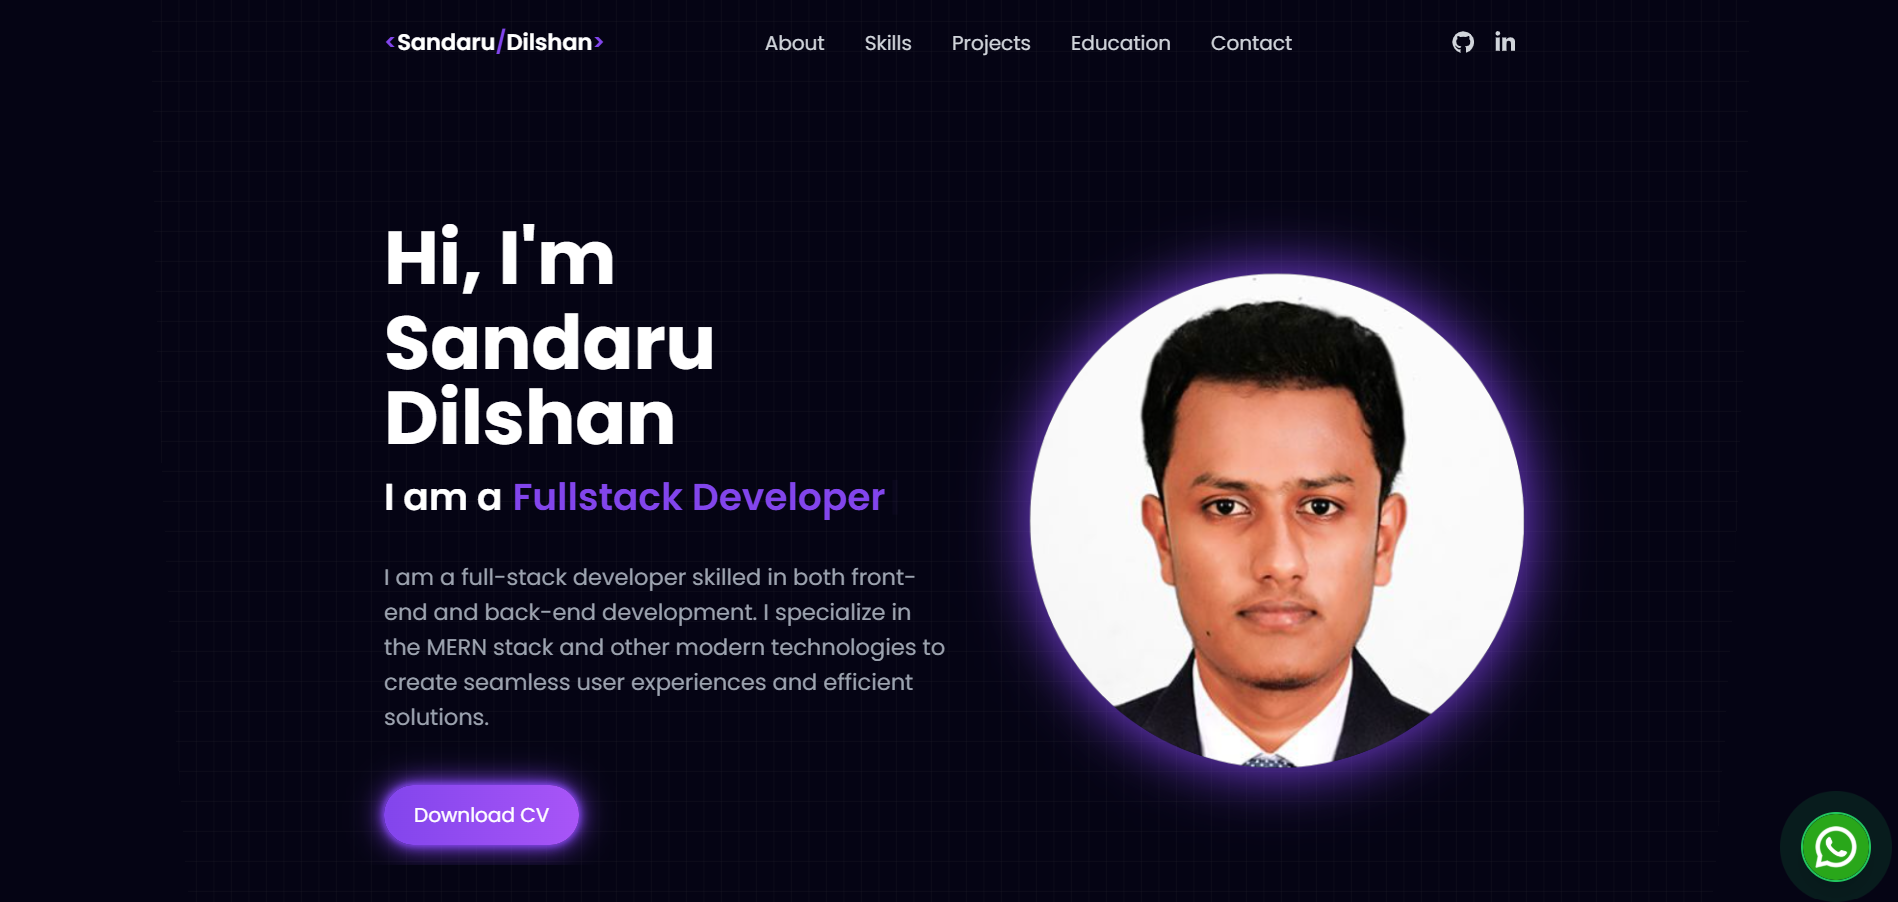 <Sandaru/Dilshan>
About Skills Projects Education Contact
Hi, I'm
Sandaru
Dilshan
I am a Fullstack Developer
I am a full-stack developer skilled in both front-
end and back-end development. I specialize in
the MERN stack and other modern technologies to
create seamless user experiences and efficient
solutions.
Download CV